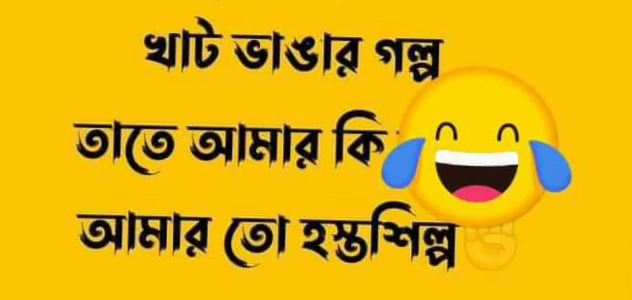 খাট ভাঙার গল্প
তাতে আমার কি
আমার তো হস্তশিল্প